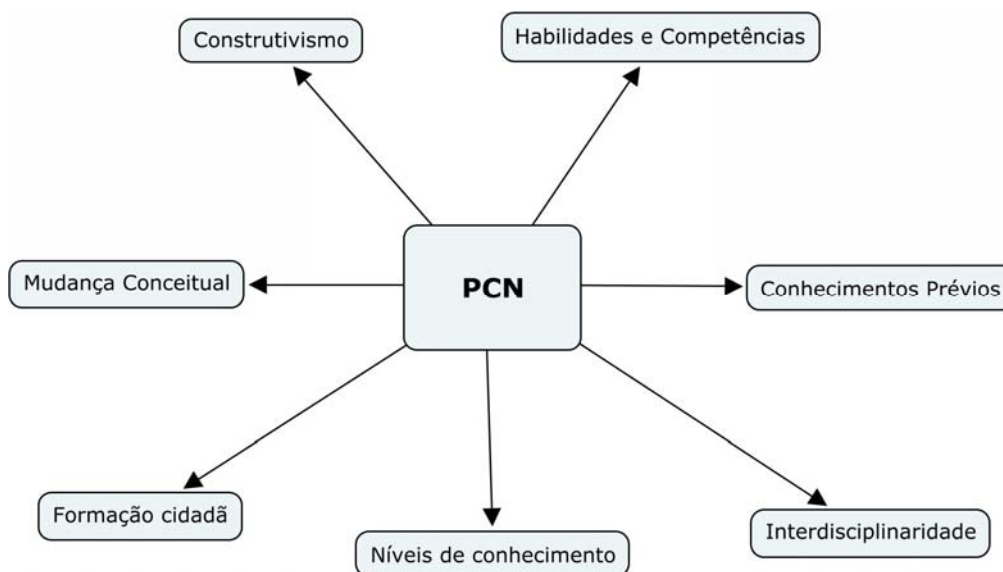 Construtivismo
Habilidades e Competências
Mudança Conceitual
PCN
Conhecimentos Prévios
Formação cidadã
Níveis de conhecimento
Interdisciplinaridade